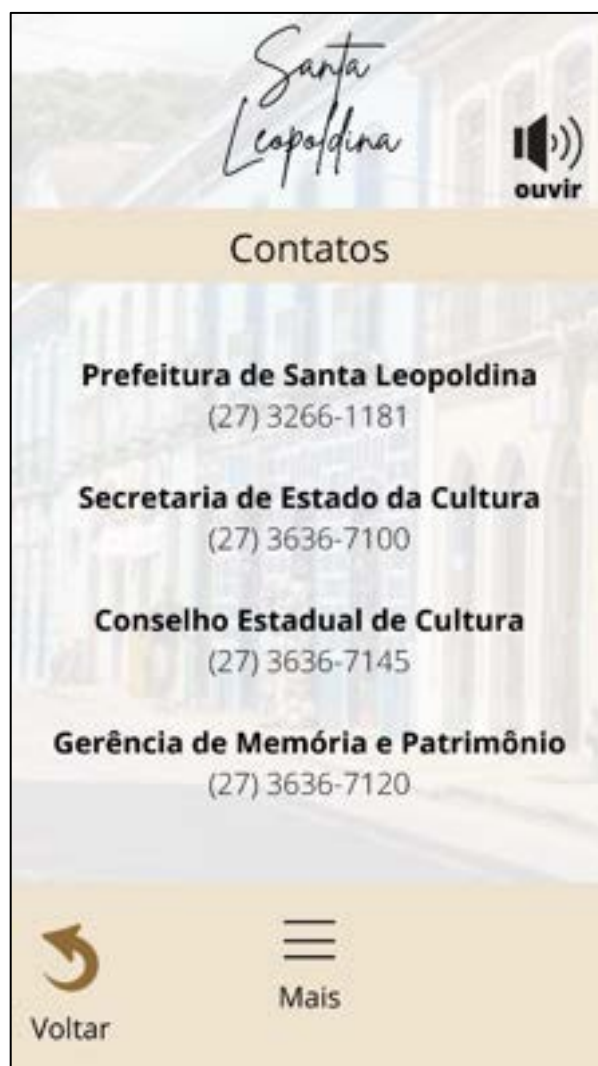 Santa
Leopoldina
ouvir
Contatos
Prefeitura de Santa Leopoldina
(27) 3266-1181
Secretaria de Estado da Cultura
(27) 3636-7100
Conselho Estadual de Cultura
(27) 3636-7145
Gerência de Memória e Patrimônio
(27) 3636-7120
Mais
Voltar